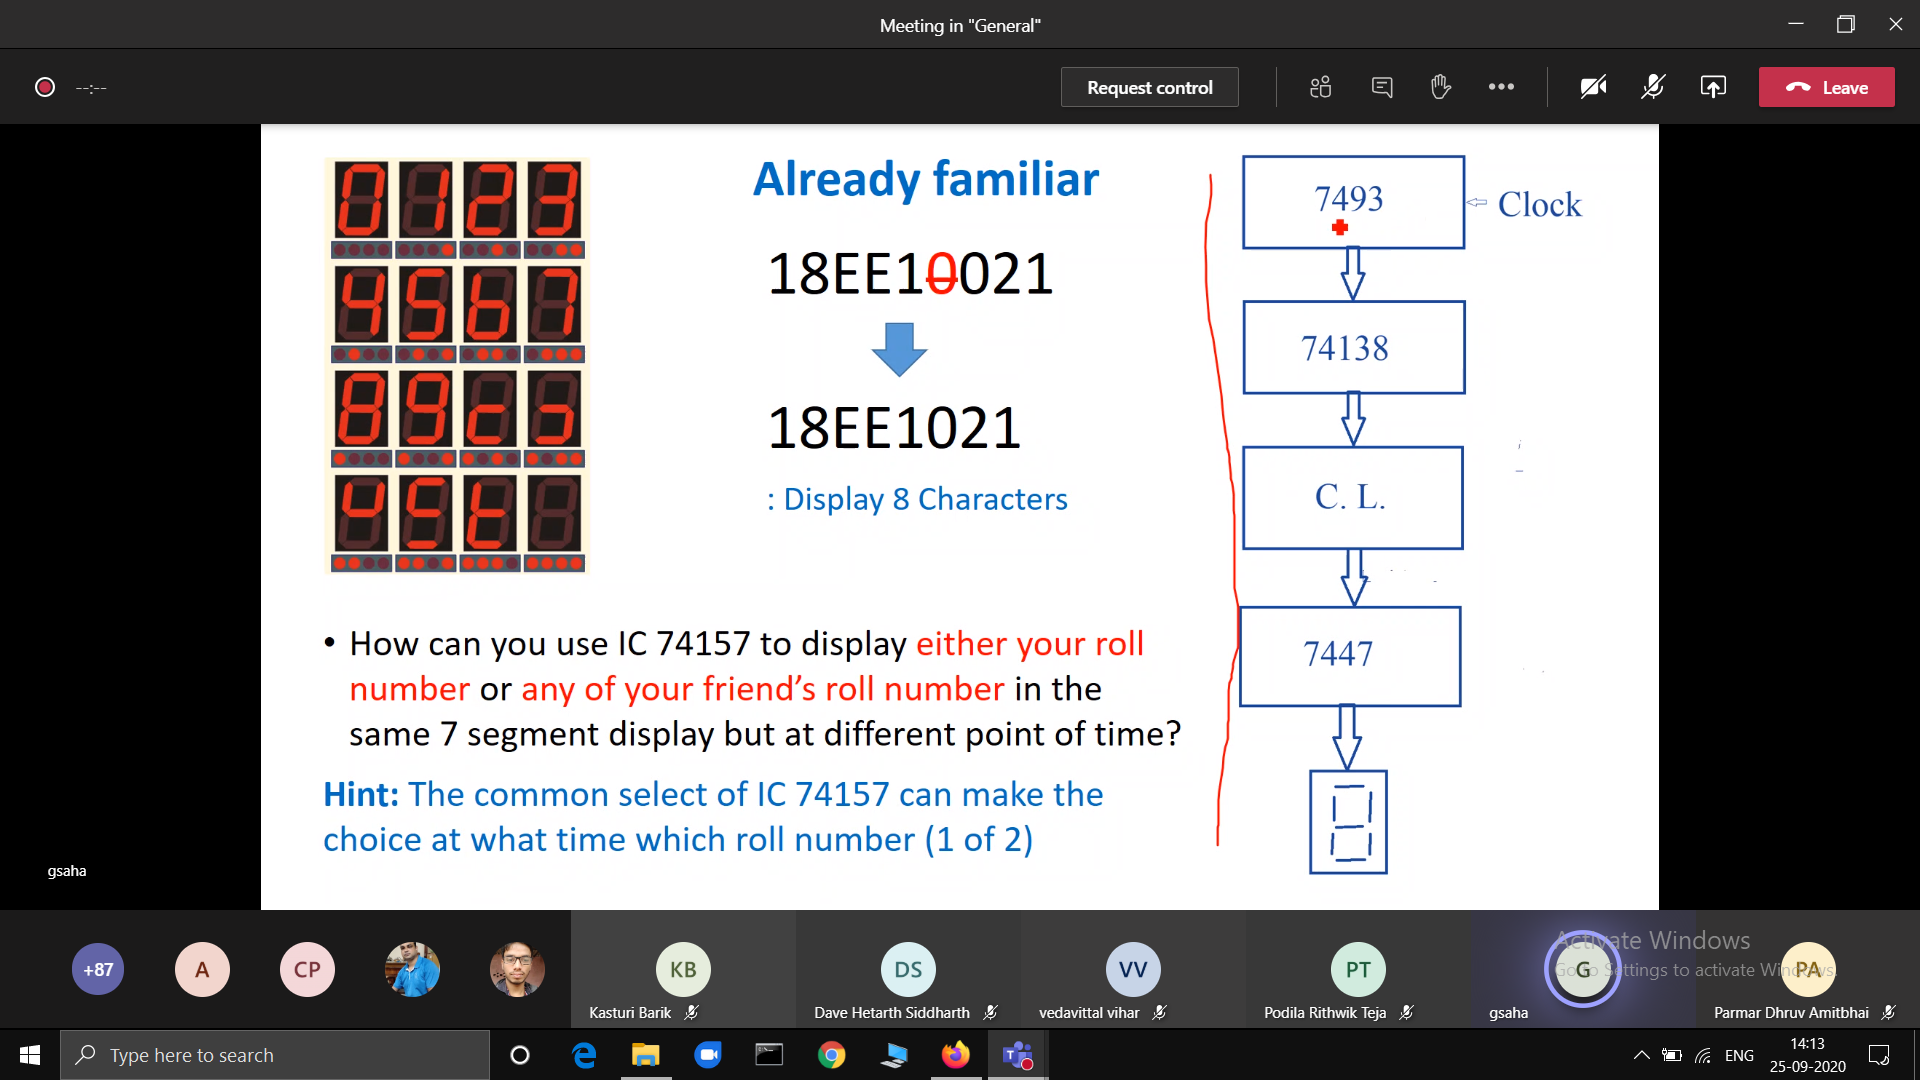 Meeting in "General"
--:--
Request control
Leave
Already familiar
18EE10021
18EE1021
: Display 8 Characters
7493
Clock
74138
C. L.
7447
• How can you use IC 74157 to display either your roll
number or any of your friend's roll number in the
same 7 segment display but at different point of time?
Hint: The common select of IC 74157 can make the
choice at what time which roll number (1 of 2)
gsaha
+87
A
CP
KB
Kasturi Barik
DS
Dave Hetarth Siddharth
VV
vedavittal vihar
PT
Podila Rithwik Teja
G
gsaha
PA
Parmar Dhruv Amitbhai
Activate Windows
Go to Settings to activate Windows.
Type here to search
ENG
14:13
25-09-2020